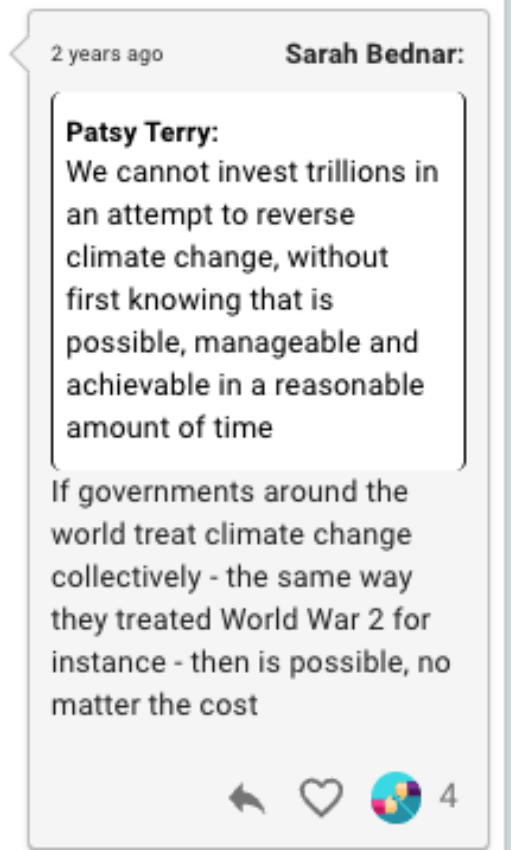 2 years ago Sarah Bednar:
Patsy Terry:
We cannot invest trillions in
an attempt to reverse
climate change, without
first knowing that is
possible, manageable and
achievable in a reasonable
amount of time
If governments around the
world treat climate change
collectively - the same way
they treated World War 2 for
instance - then is possible, no
matter the cost
4